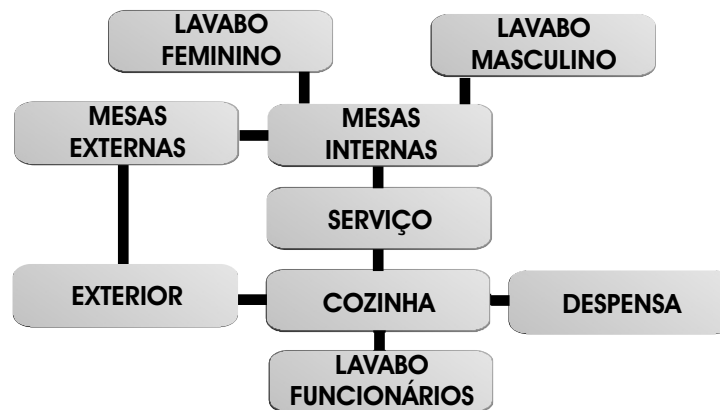 LAVABO
FEMININO
LAVABO
MASCULINO
MESAS
EXTERNAS
MESAS
INTERNAS
SERVIÇO
EXTERIOR
COZINHA
DESPENSA
LAVABO
FUNCIONÁRIOS